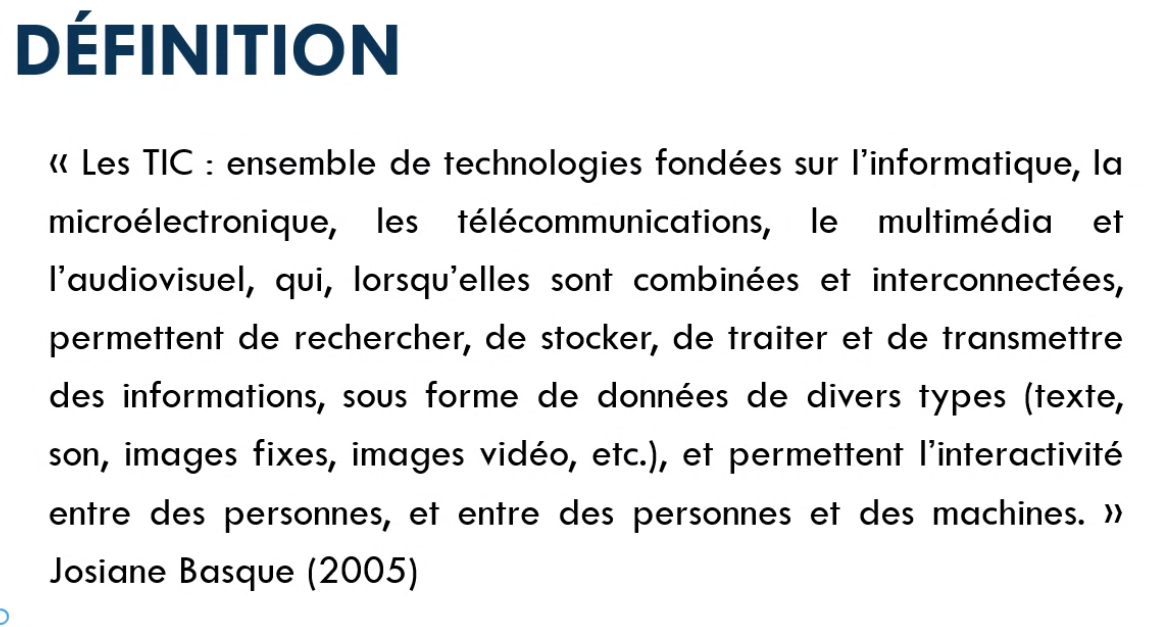 DÉFINITION
« Les TIC : ensemble de technologies fondées sur l’informatique, la
microélectronique, les télécommunications, le multimédia et
l’audiovisuel, qui, lorsqu’elles sont combinées et interconnectées,
permettent de rechercher, de stocker, de traiter et de transmettre
des informations, sous forme de données de divers types (texte,
son, images fixes, images vidéo, etc.), et permettent l’interactivité
entre des personnes, et entre des personnes et des machines. »
Josiane Basque (2005)